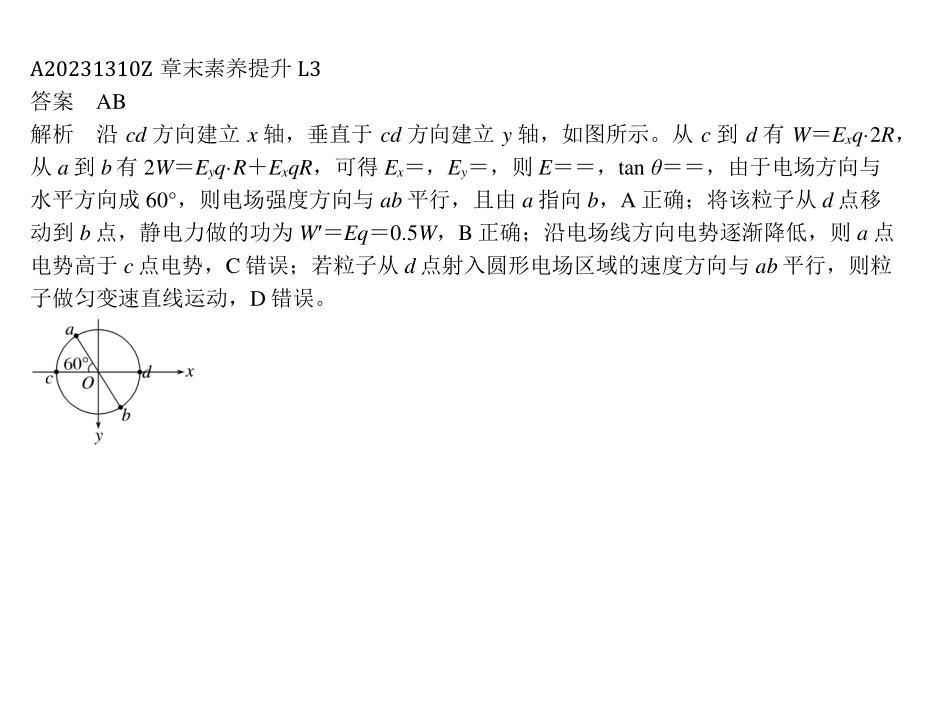 A20231310Z 章末素养提升 L3
答案 AB
解析 沿 cd 方向建立 x 轴，垂直于 cd 方向建立 y 轴，如图所示。从 c 到 d 有 W＝Exq·2R，
从 a 到 b 有 2W＝Eyq·R＋ExqR，可得 Ex＝，Ey＝，则 E＝＝，tan θ＝＝，由于电场方向与
水平方向成 60°，则电场强度方向与 ab 平行，且由 a 指向 b，A 正确；将该粒子从 d 点移
动到 b 点，静电力做的功为 W′＝Eq＝0.5W，B 正确；沿电场线方向电势逐渐降低，则 a 点
电势高于 c 点电势，C 错误；若粒子从 d 点射入圆形电场区域的速度方向与 ab 平行，则粒
子做匀变速直线运动，D 错误。
a
60°
c O d x
b
y